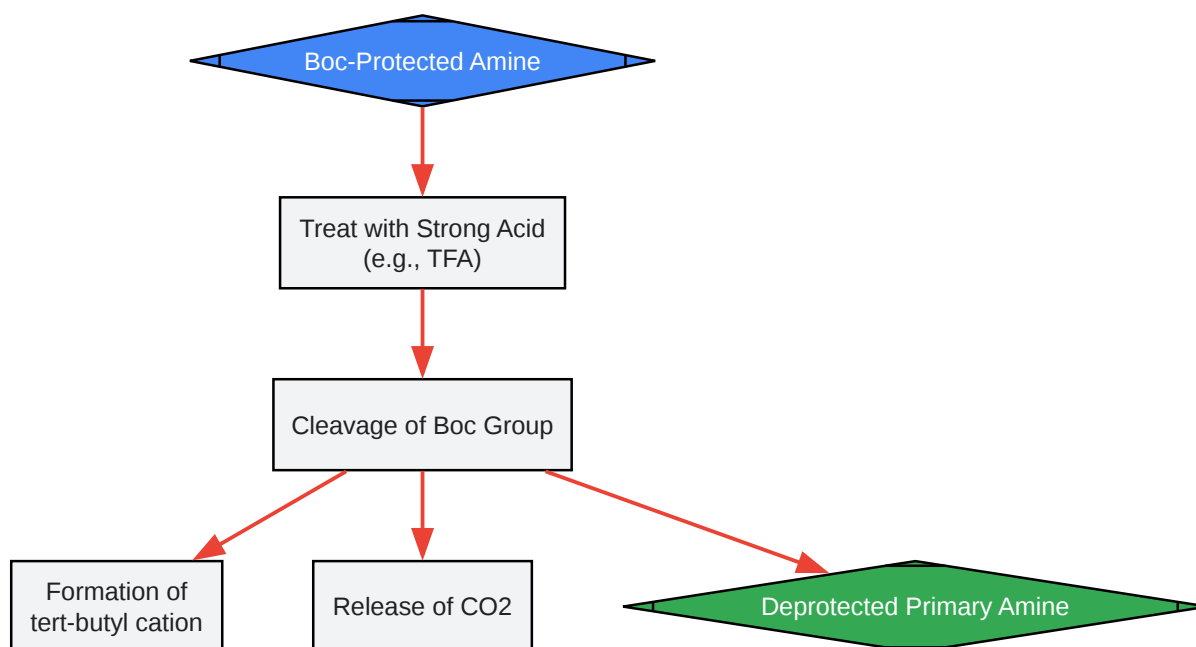 Boc-Protected Amine
Treat with Strong Acid
(e.g., TFA)
Cleavage of Boc Group
Formation of
tert-butyl cation
Release of CO2
Deprotected Primary Amine